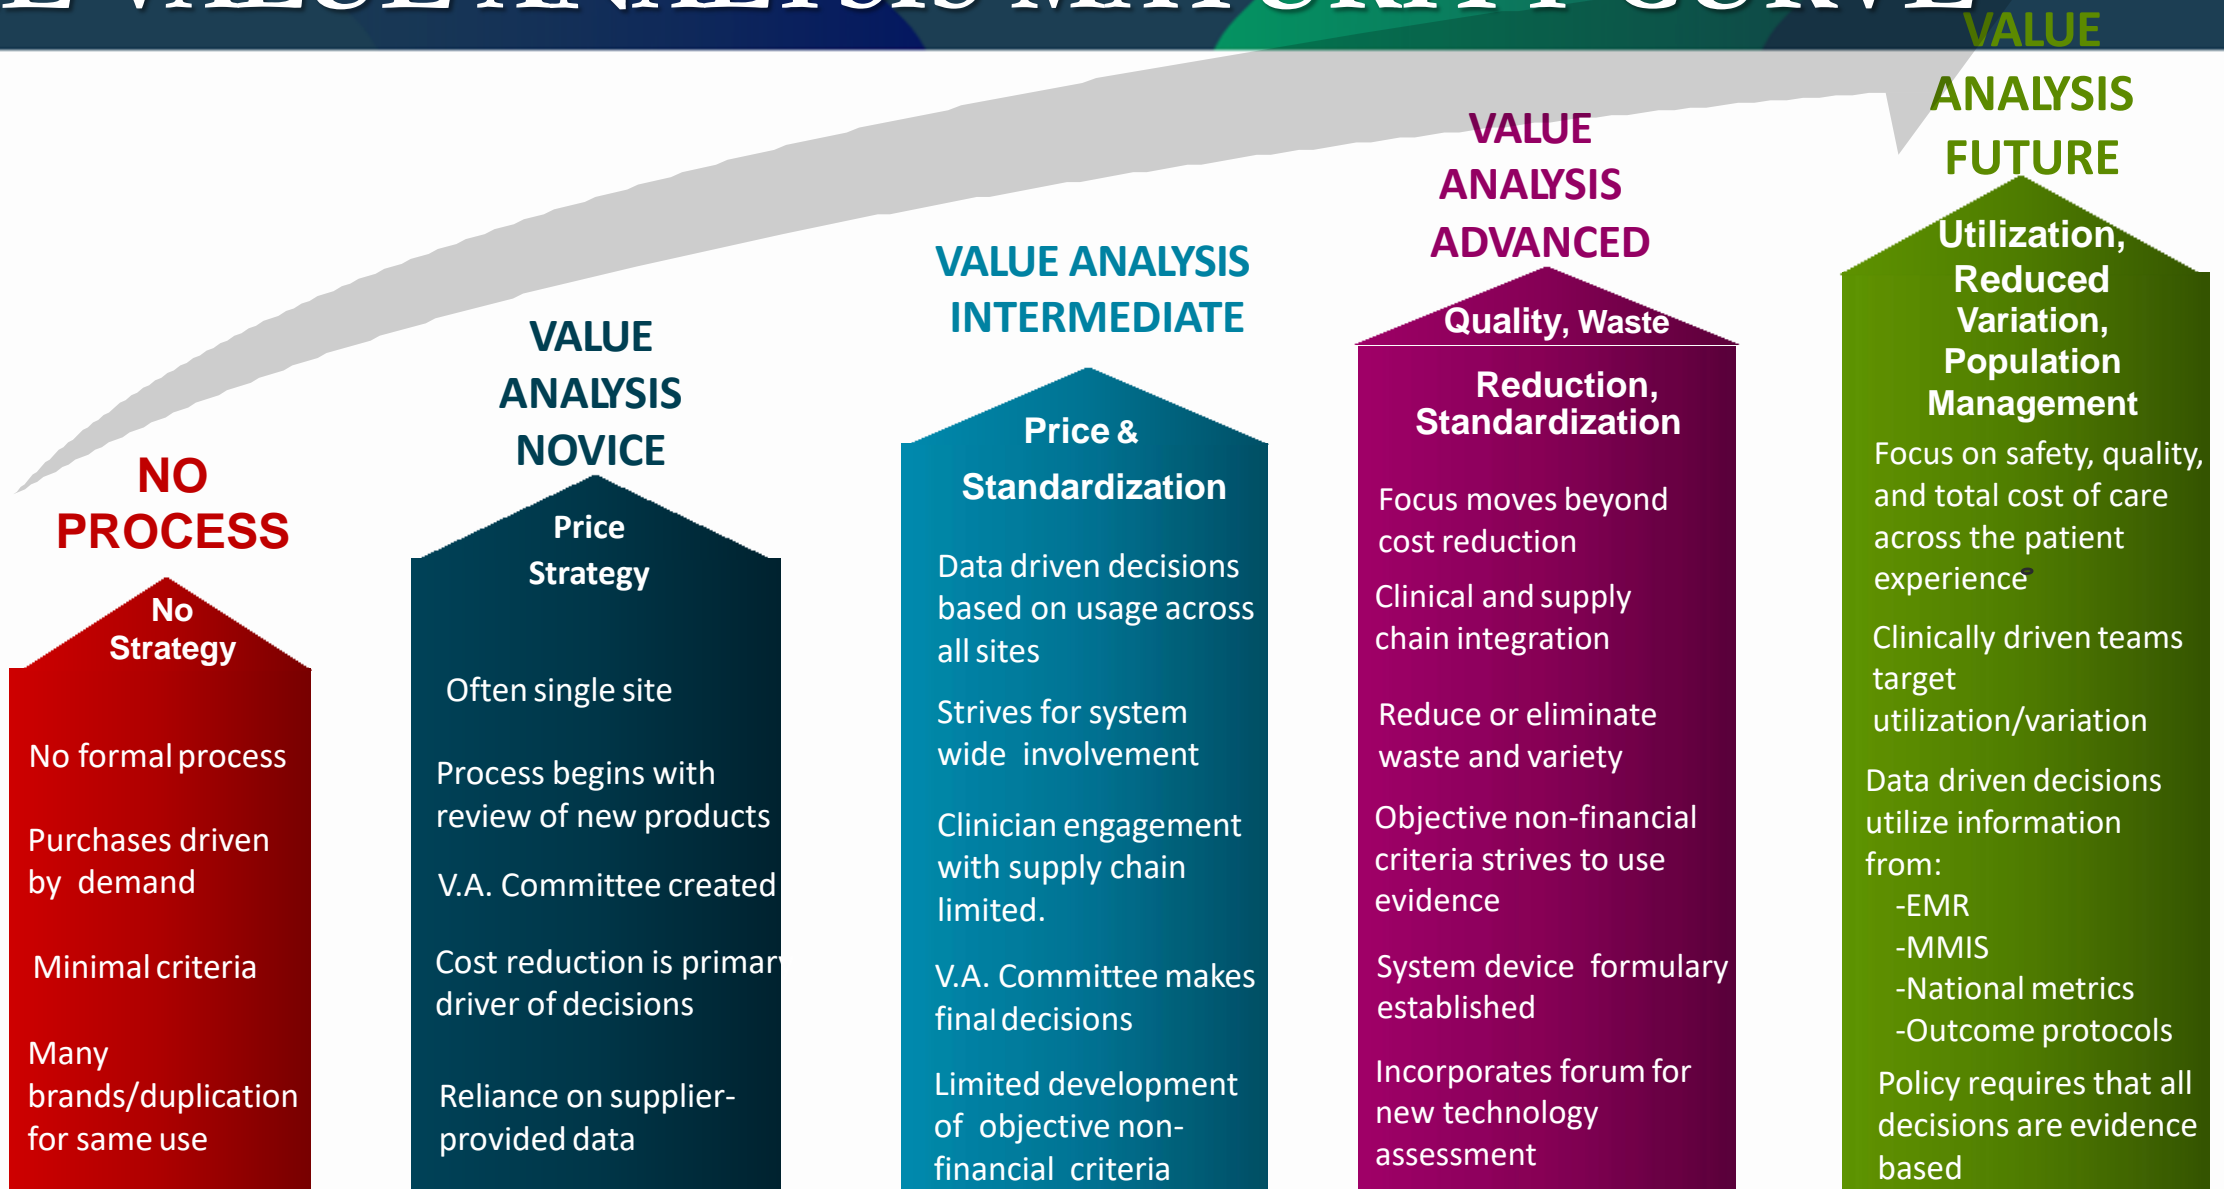 VALUE ANALYSIS MATURITY CURVE
NO
PROCESS
No
Strategy
No formal process
Purchases driven
by demand
Minimal criteria
Many
brands/duplication
for same use
VALUE
ANALYSIS
NOVICE
Price
Strategy
Often single site
Process begins with
review of new products
V.A. Committee created
Cost reduction is primary
driver of decisions
Reliance on supplier-
provided data
VALUE ANALYSIS
INTERMEDIATE
Price &
Standardization
Data driven decisions
based on usage across
all sites
Strives for system
wide involvement
Clinician engagement
with supply chain
limited.
V.A. Committee makes
final decisions
Limited development
of objective non-
financial criteria
VALUE
ANALYSIS
ADVANCED
Quality, Waste
Reduction,
Standardization
Focus moves beyond
cost reduction
Clinical and supply
chain integration
Reduce or eliminate
waste and variety
Objective non-financial
criteria strives to use
evidence
System device formulary
established
Incorporates forum for
new technology
assessment
VALUE
ANALYSIS
FUTURE
Utilization,
Reduced
Variation,
Population
Management
Focus on safety, quality,
and total cost of care
across the patient
experience
Clinically driven teams
target
utilization/variation
Data driven decisions
utilize information
from:
-EMR
-MMIS
-National metrics
-Outcome protocols
Policy requires that all
decisions are evidence
based